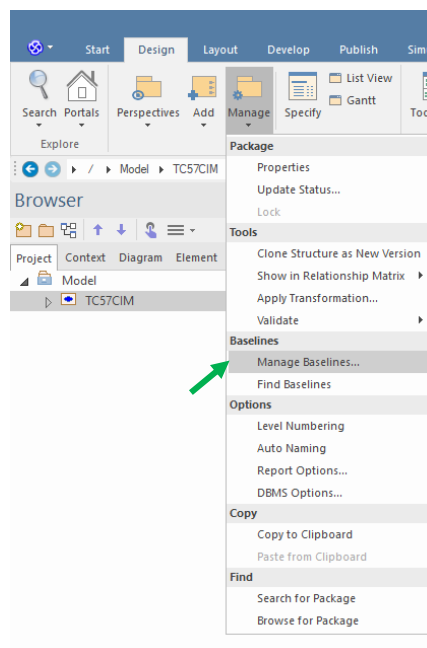 Start Design Layout Develop Publish Sim
List View
Gantt
Search Portals Perspectives Add Manage Specify Too
Explore
/ Model TC57CIM
Browser
Project Context Diagram Element
Model
TC57CIM
Package
Properties
Update Status...
Lock
Tools
Clone Structure as New Version
Show in Relationship Matrix
Apply Transformation...
Validate
Baselines
Manage Baselines...
Find Baselines
Options
Level Numbering
Auto Naming
Report Options...
DBMS Options...
Copy
Copy to Clipboard
Paste from Clipboard
Find
Search for Package
Browse for Package